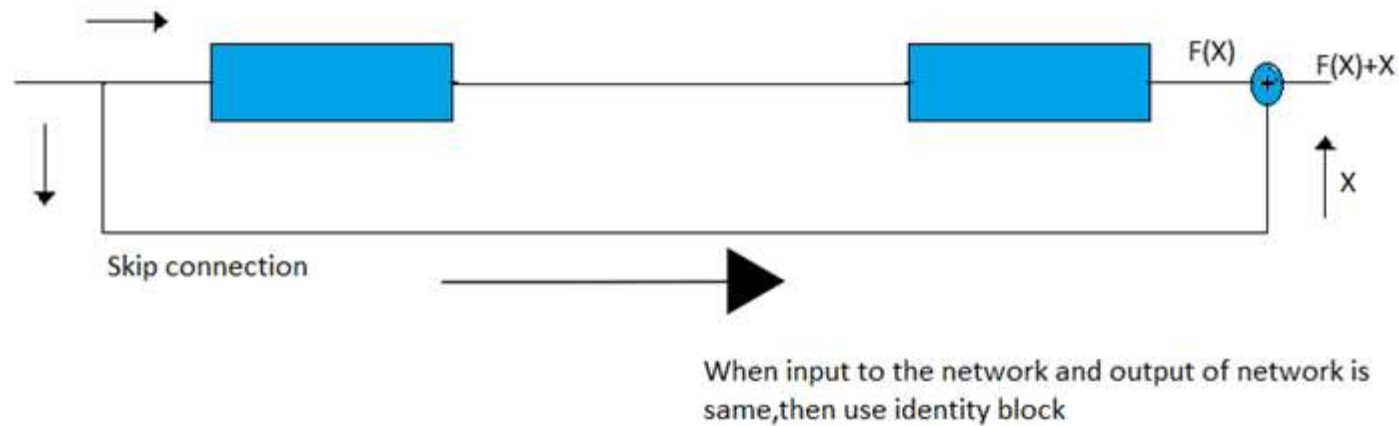 F(X)
F(X)+X
+
X
Skip connection
When input to the network and output of network is
same,then use identity block